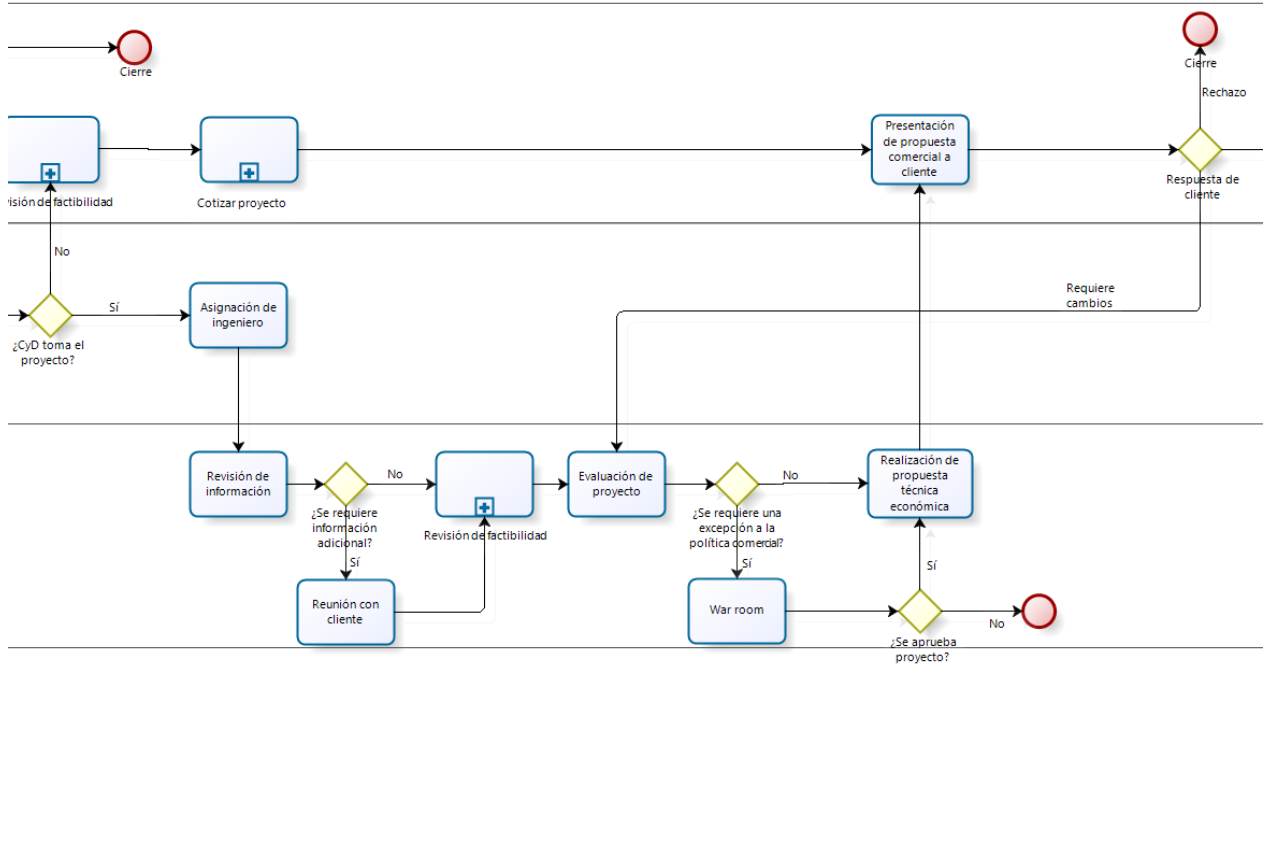 Cierre
Cierre
Rechazo
Presentación
de propuesta
comercial a
cliente
Respuesta de
cliente
isión de factibilidad
Cotizar proyecto
No
Sí
¿CyD toma el
proyecto?
Asignación de
ingeniero
Requiere
cambios
Revisión de
información
No
¿Se requiere
información
adicional?
Sí
Reunión con
cliente
Revisión de factibilidad
Evaluación de
proyecto
No
¿Se requiere una
excepción a la
política comercial?
Sí
War room
Realización de
propuesta
técnica
económica
Sí
No
¿Se aprueba
proyecto?